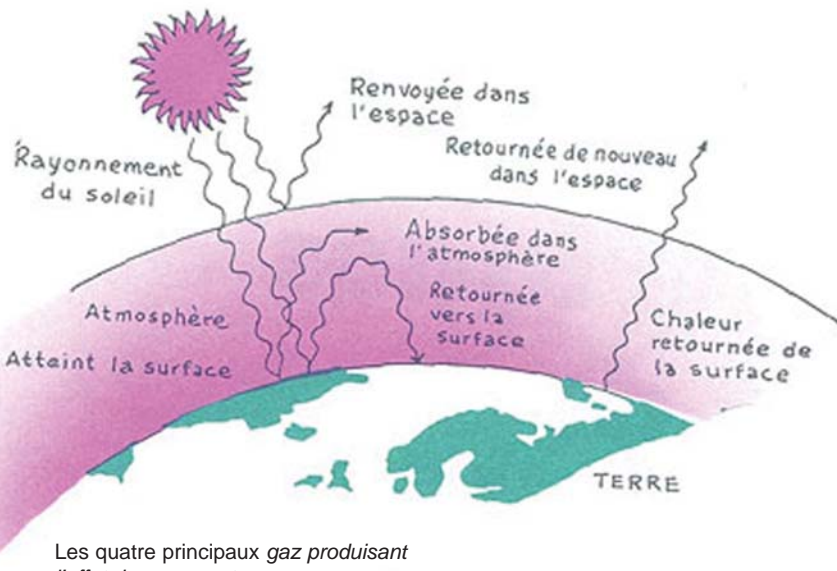 Renvoyée dans
l'espace
Retournée de nouveau
dans l'espace
Rayonnement
du soleil
Absorbée dans
l'atmosphère
Retournée
vers la
surface
Atmosphère
Atteint la surface
Chaleur
retournée de
la surface
TERRE
Les quatre principaux gaz produisant